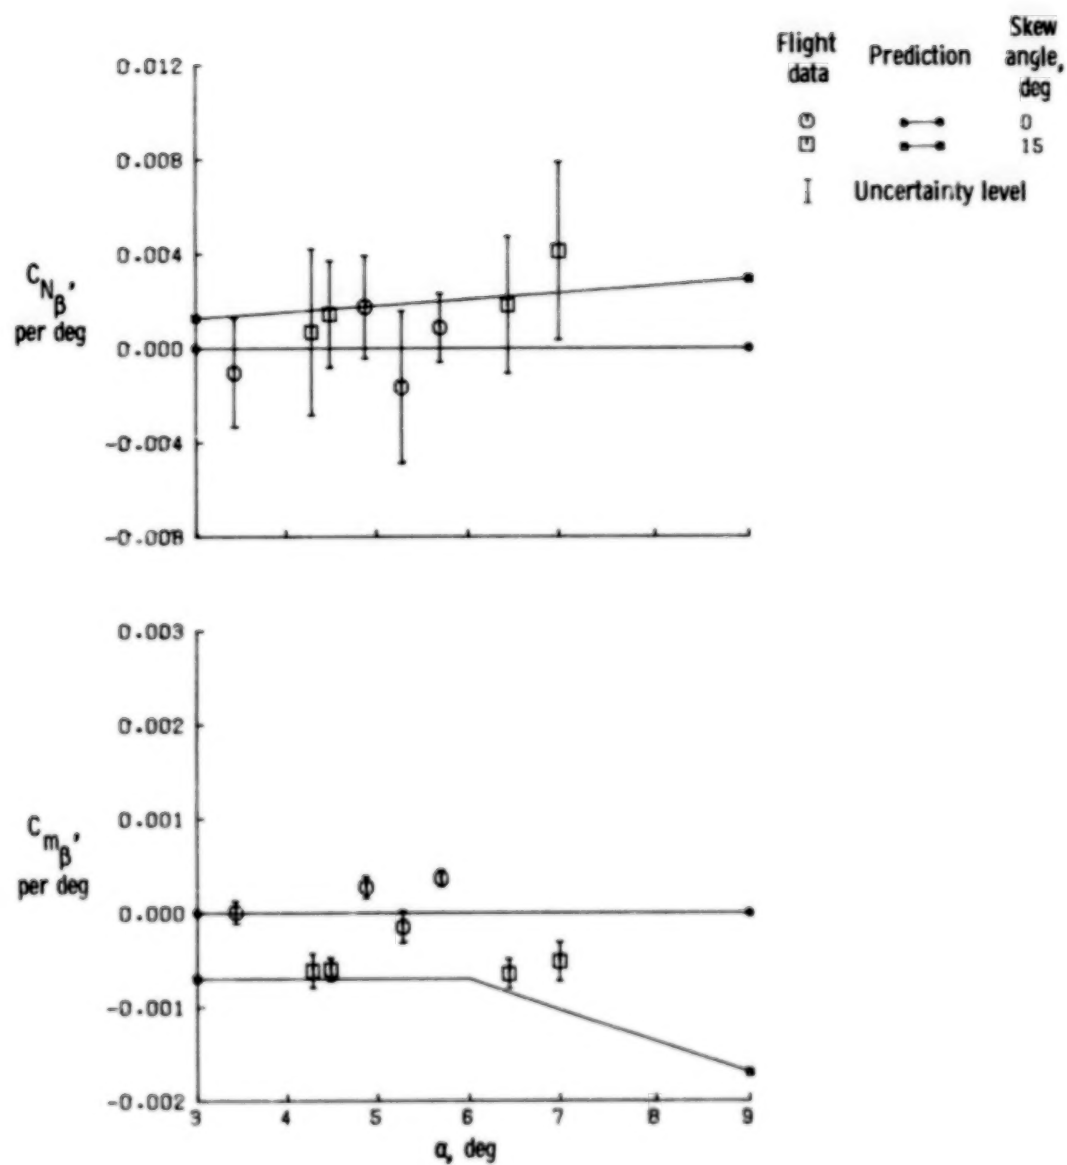 Flight data
Prediction
Skew angle, deg
0
15
Uncertainty level
0.012
0.008
0.004
0.000
-0.004
-0.008
C_Nβ, per deg
0.003
0.002
0.001
0.000
-0.001
-0.002
C_mβ, per deg
3 4 5 6 7 8 9
α, deg